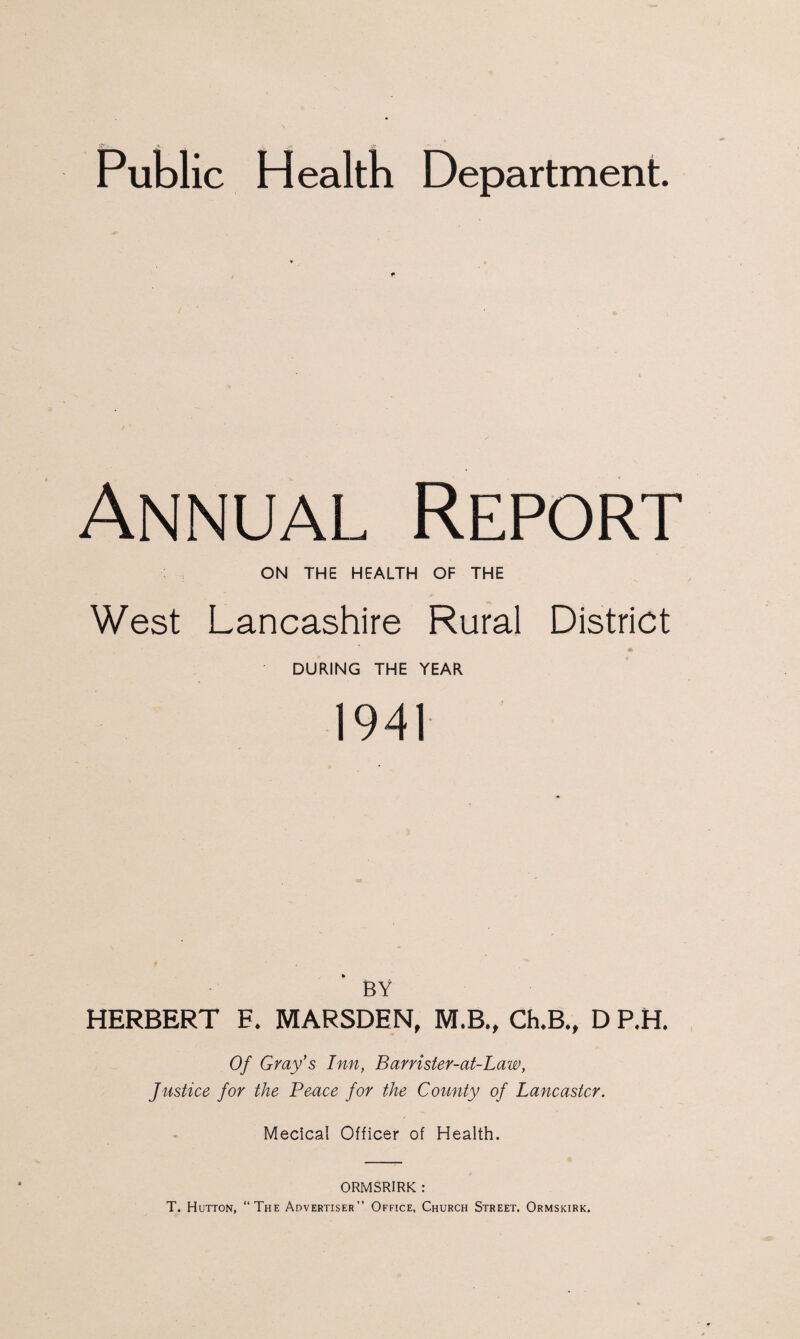 Public Health Department.
Annual Report
ON THE HEALTH OF THE
West Lancashire Rural District
DURING THE YEAR
1941
BY
HERBERT F. MARSDEN, M.B., Ch.B., D P.H.
Of Gray's Inn, Barrister-at-Law,
Justice for the Peace for the County of Lancaster.
Mecical Officer of Health.
ORMSRIRK :
T. Hutton, "The Advertiser" Office, Church Street, Ormskirk.